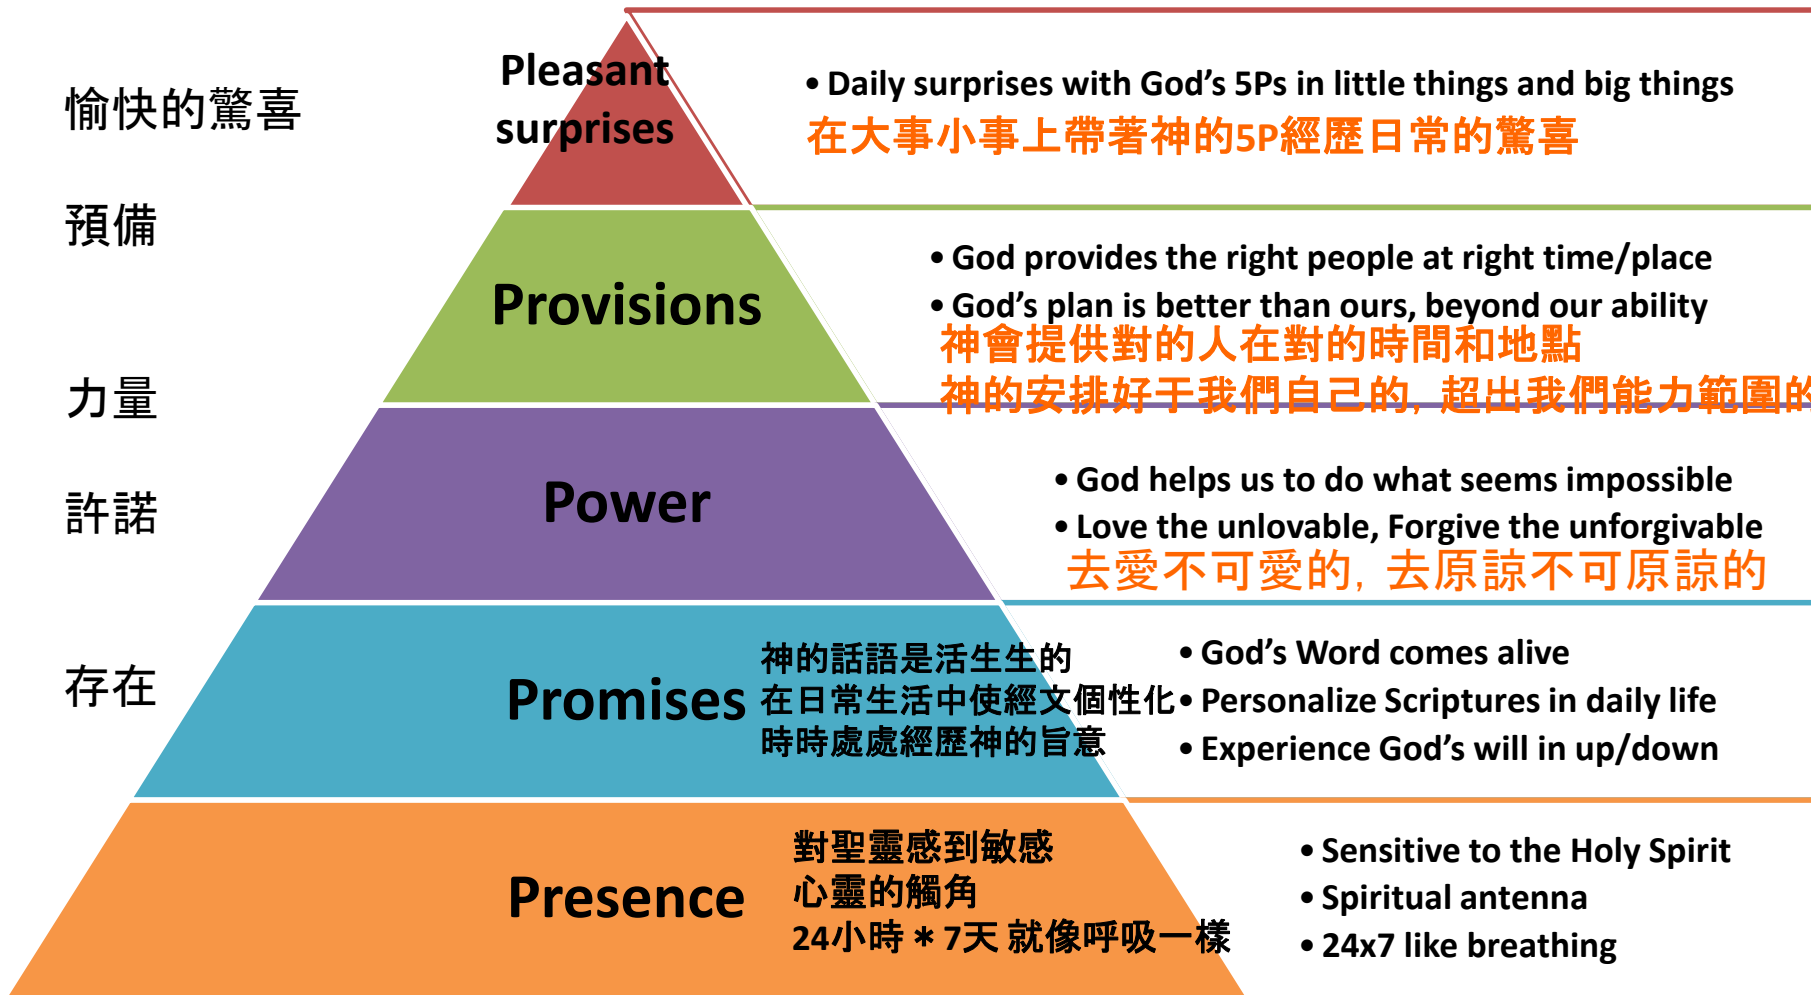 愉快的驚喜
Pleasant
surprises
• Daily surprises with God's 5Ps in little things and big things
在大事小事上帶著神的5P經歷日常的驚喜
預備
Provisions
• God provides the right people at right time/place
• God's plan is better than ours, beyond our ability
神會提供對的人在對的時間和地點
神的安排好于我們自己的, 超出我們能力範圍的
力量
Power
• God helps us to do what seems impossible
• Love the unlovable, Forgive the unforgivable
去愛不可愛的, 去原諒不可原諒的
許諾
Promises
神的話語是活生生的
在日常生活中使經文個性化
時時處處經歷神的旨意
• God's Word comes alive
• Personalize Scriptures in daily life
• Experience God's will in up/down
存在
Presence
對聖靈感到敏感
心靈的觸角
24小時*7天 就像呼吸一樣
• Sensitive to the Holy Spirit
• Spiritual antenna
• 24x7 like breathing